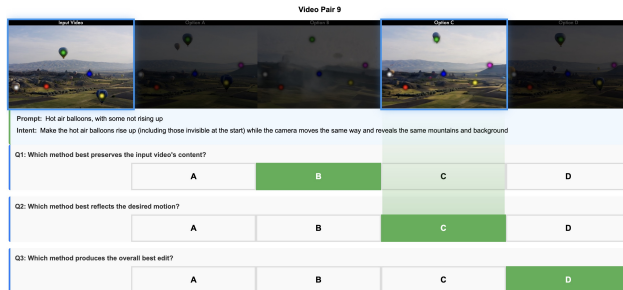 Video Pair 9
Input Video
Option A
Option B
Option C
Option D
Prompt: Hot air balloons, with some not rising up
Intent: Make the hot air balloons rise up (including those invisible at the start) while the camera moves the same way and reveals the same mountains and background
Q1: Which method best preserves the input video's content?
A B C D
Q2: Which method best reflects the desired motion?
A B C D
Q3: Which method produces the overall best edit?
A B C D